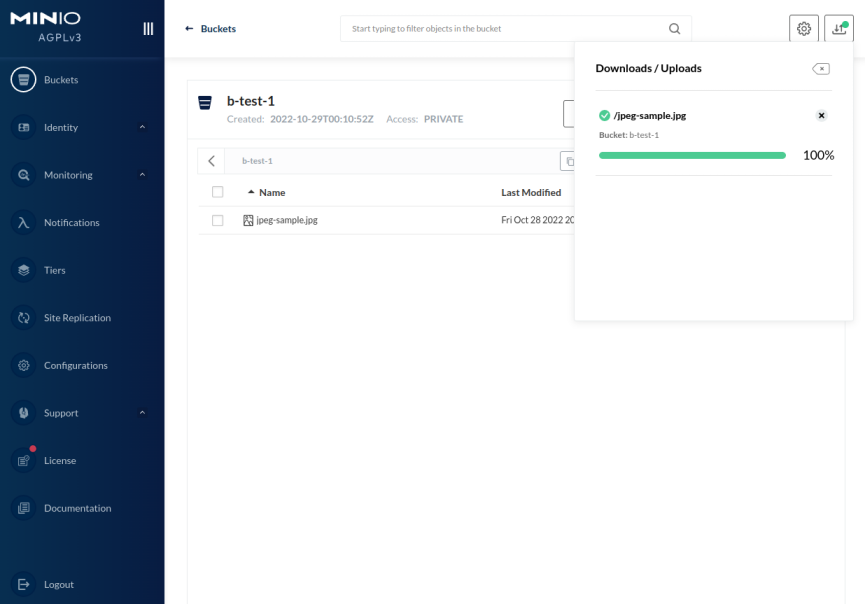 MINIO
AGPLv3
Buckets
Identity
Monitoring
Notifications
Tiers
Site Replication
Configurations
Support
License
Documentation
Logout
Buckets
Start typing to filter objects in the bucket
b-test-1
Created: 2022-10-29T00:10:52Z Access: PRIVATE
b-test-1
Name Last Modified
jpeg-sample.jpg Fri Oct 28 2022 20
Downloads / Uploads
/jpeg-sample.jpg
Bucket: b-test-1
100%